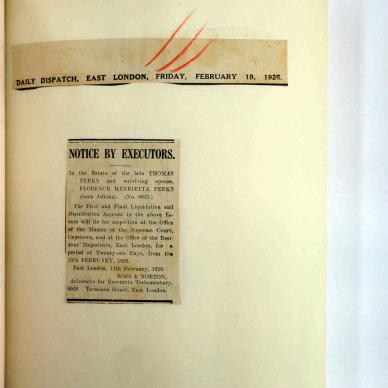 DAILY DISPATCH, EAST LONDON, FRIDAY, FEBRUARY 19, 1926.
NOTICE BY EXECUTORS.
In the Estate of the late THOMAS
PERKS and surviving spouse,
FLORENCE HENRIETTA PERKS
(born Adkins). (No. 8933.)
The First and Final Liquidation and
Distribution Account in the above Es-
tate will lie for inspection at the Office
of the Master of the Supreme Court,
Capetown, and at the Office of the Resi-
dent Magistrate, East London, for a
period of Twenty-one Days, from the
19th FEBRUARY, 1926.
East London, 12th February, 1926.
ROSS & NORTON,
Attorneys for Executrix Testamentary,
6028 Terminus Street, East London.